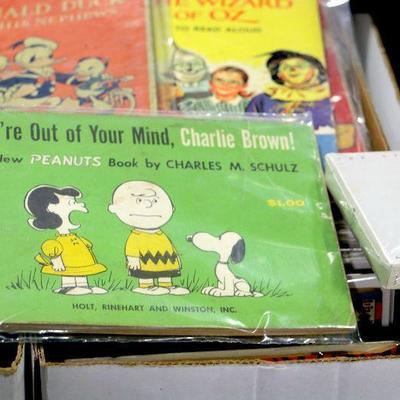 ALD DUCK
HIS NEPHEWS
E WIZARD
OF OZ
TO READ ALOUD
're Out of Your Mind, Charlie Brown!
New PEANUTS Book by CHARLES M. SCHULZ
$1.00
HOLT, RINEHART AND WINSTON, INC.